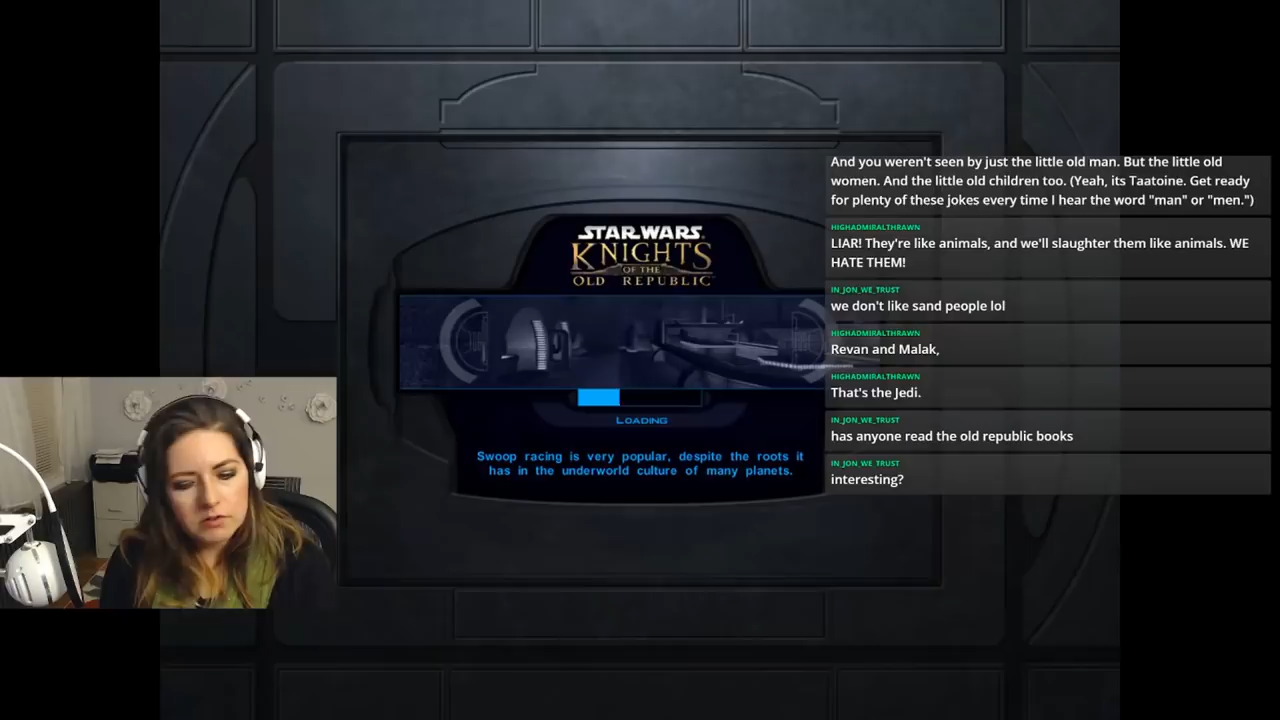 STAR WARS
KNIGHTS
OF THE
OLD REPUBLIC
LOADING
Swoop racing is very popular, despite the roots it
has in the underworld culture of many planets.
And you weren't seen by just the little old man. But the little old
women. And the little old children too. (Yeah, its Taatoine. Get ready
for plenty of these jokes every time I hear the word "man" or "men.")
HIGHADMIRALTHRAWN
LIAR! They're like animals, and we'll slaughter them like animals. WE
HATE THEM!
IN_JON_WE_TRUST
we don't like sand people lol
HIGHADMIRALTHRAWN
Revan and Malak,
HIGHADMIRALTHRAWN
That's the Jedi.
IN_JON_WE_TRUST
has anyone read the old republic books
IN_JON_WE_TRUST
interesting?